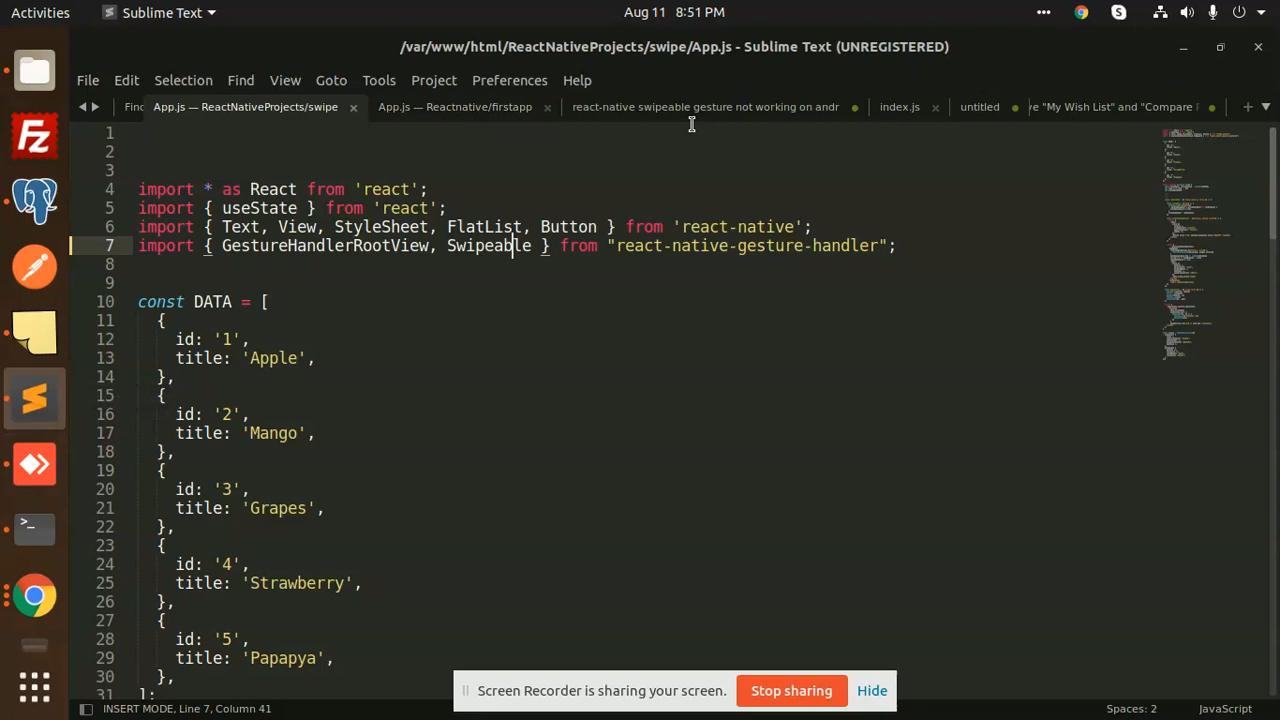 Activities
Sublime Text
Aug 11 8:51 PM
/var/www/html/ReactNativeProjects/swipe/App.js - Sublime Text (UNREGISTERED)
File Edit Selection Find View Goto Tools Project Preferences Help
Find App.js — ReactNativeProjects/swipe App.js — Reactnative/firstapp react-native swipeable gesture not working on andr index.js untitled e "My Wish List" and "Compare P
1
2
3
4 import * as React from 'react';
5 import { useState } from 'react';
6 import { Text, View, StyleSheet, FlatList, Button } from 'react-native';
7 import { GestureHandlerRootView, Swipeable } from "react-native-gesture-handler";
8
9
10 const DATA = [
11 {
12 id: '1',
13 title: 'Apple',
14 },
15 {
16 id: '2',
17 title: 'Mango',
18 },
19 {
20 id: '3',
21 title: 'Grapes',
22 },
23 {
24 id: '4',
25 title: 'Strawberry',
26 },
27 {
28 id: '5',
29 title: 'Papapya',
30 },
31 ];
Screen Recorder is sharing your screen. Stop sharing Hide
INSERT MODE, Line 7, Column 41
Spaces: 2
JavaScript